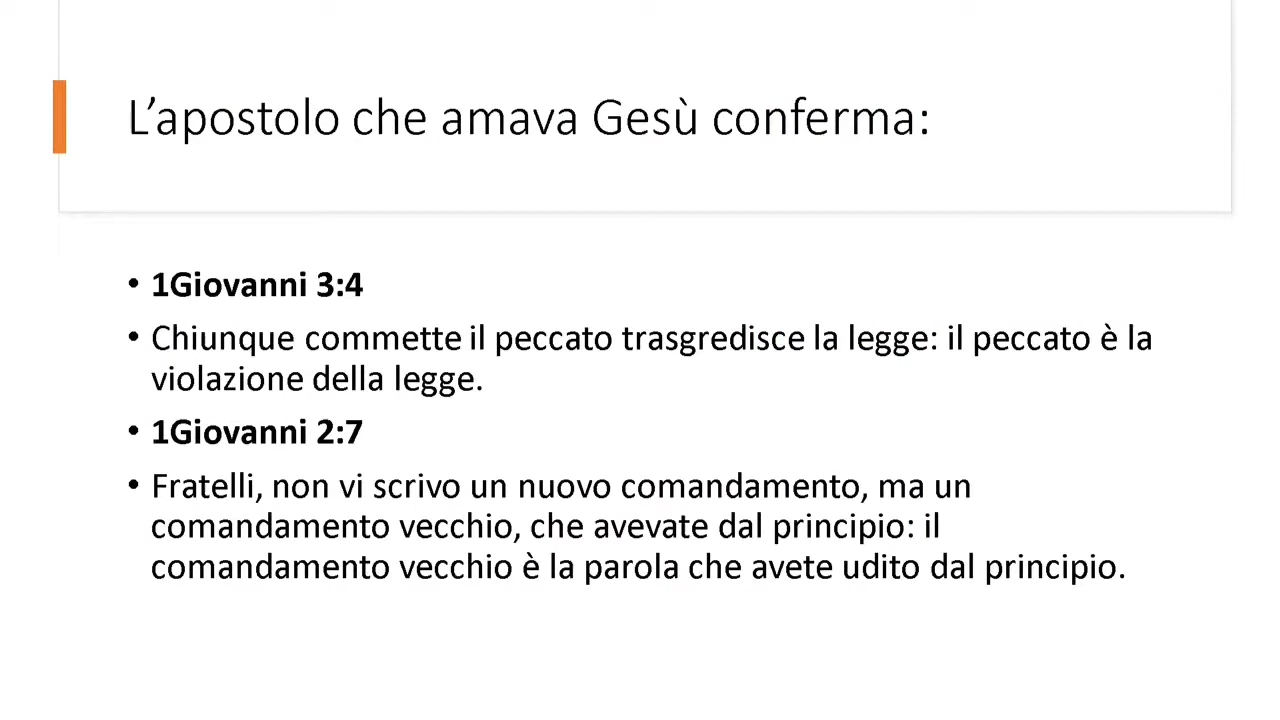 L’apostolo che amava Gesù conferma:
• 1Giovanni 3:4
• Chiunque commette il peccato trasgredisce la legge: il peccato è la
violazione della legge.
• 1Giovanni 2:7
• Fratelli, non vi scrivo un nuovo comandamento, ma un
comandamento vecchio, che avevate dal principio: il
comandamento vecchio è la parola che avete udito dal principio.